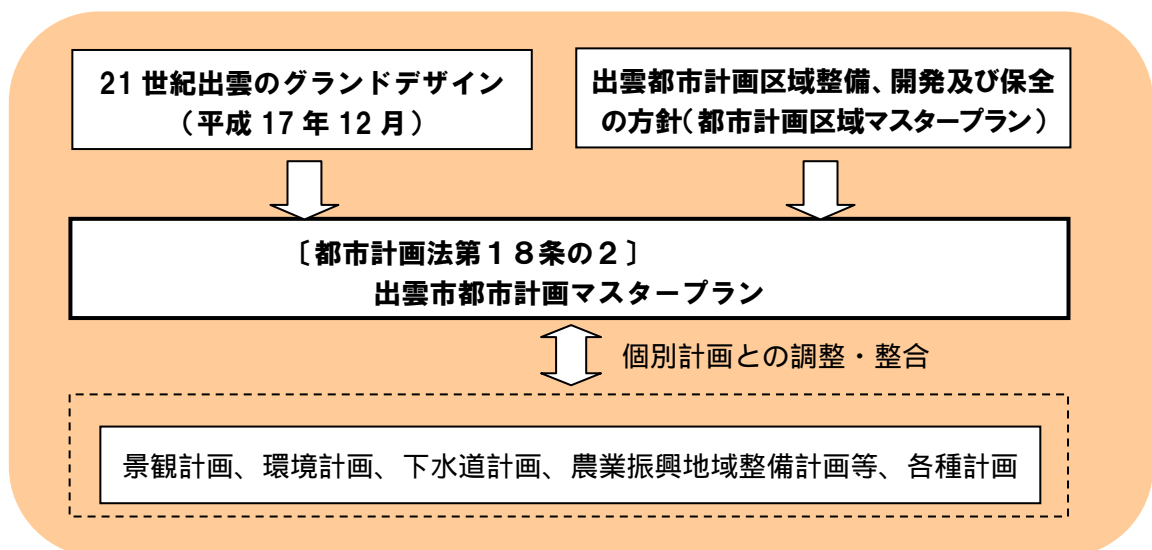 21世紀出雲のグランドデザイン
（平成 17 年 12 月）
出雲都市計画区域整備、開発及び保全
の方針（都市計画区域マスタープラン）
〔都市計画法第１８条の２〕
出雲市都市計画マスタープラン
個別計画との調整・整合
景観計画、環境計画、下水道計画、農業振興地域整備計画等、各種計画